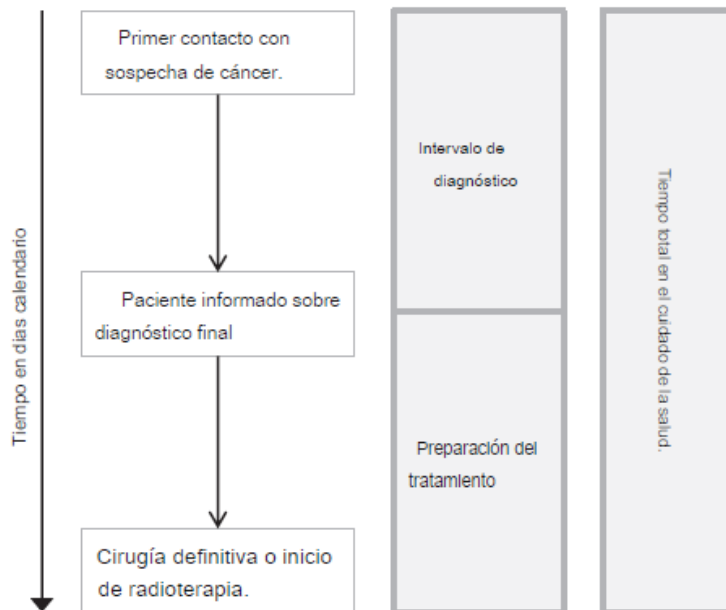 Primer contacto con
sospecha de cáncer.
Intervalo de
diagnóstico
Tiempo total en el cuidado de la salud.
Tiempo en días calendario
Paciente informado sobre
diagnóstico final
Preparación del
tratamiento
Cirugía definitiva o inicio
de radioterapia.